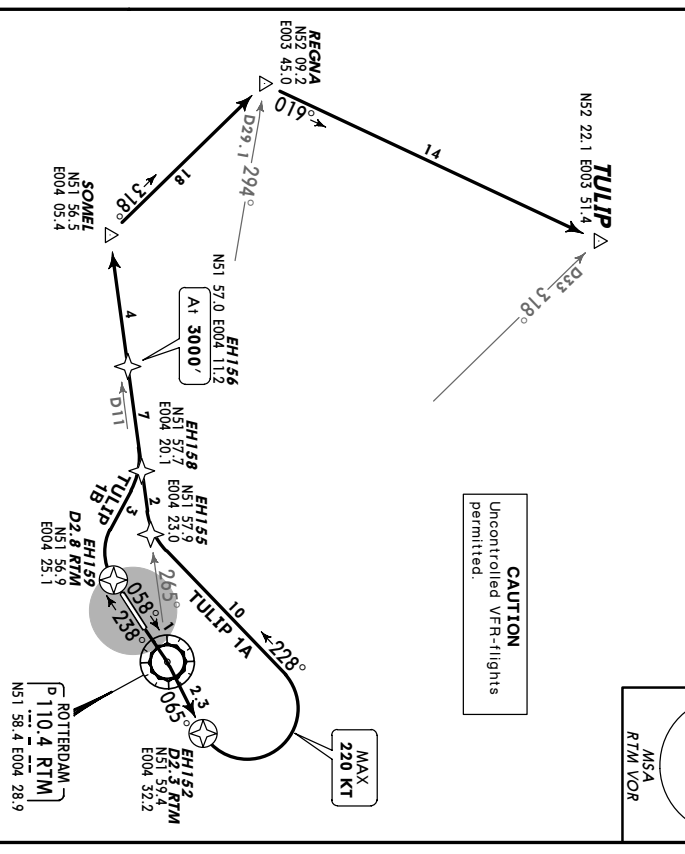 REGNA
N52 09.2
E003 45.0
019°
D29.1
294°
14
TULIP
N52 22.1 E003 51.4
D33
318°
18
318°
SOMEL
N51 56.5
E004 05.4
4
At 3000'
EH156
N51 57.0 E004 11.2
D11
7
EH158
N51 57.7
E004 20.1
2
EH155
N51 57.9
E004 23.0
TULIP
1B
3
EH159
D2.8 RTM
N51 56.9
E004 25.1
265°
058°
1
238°
10
TULIP 1A
228°
MAX
220 KT
2.3
065°
EH152
D2.3 RTM
N51 59.4
E004 32.2
ROTTERDAM
D 110.4 RTM
N51 58.4 E004 28.9
CAUTION
Uncontrolled VFR-flights
permitted.
MSA
RTM VOR